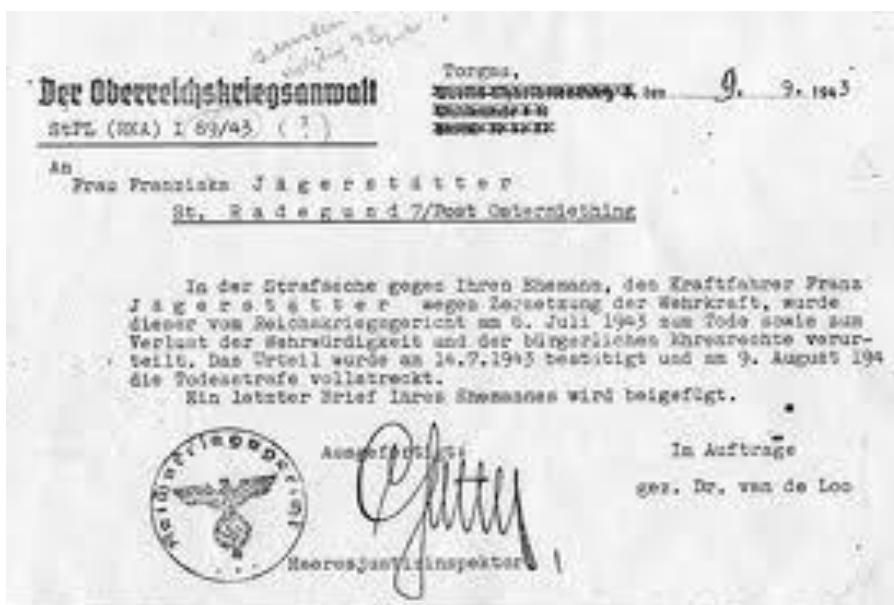 Der Oberreichskriegsanwalt
StPL (RKA) I 69/43 ( )
Torgau,
den 9. 9. 1943
An
Frau Franziska J ä g e r s t ä t t e r
St. R a d e g u n d 7/Post Ostermiething
In der Strafsache gegen Ihren Ehemann, den Kraftfahrer Franz
J ä g e r s t ä t t e r wegen Zersetzung der Wehrkraft, wurde
dieser vom Reichskriegsgericht am 6. Juli 1943 zum Tode sowie zum
Verlust der Wehrwürdigkeit und der bürgerlichen Ehrenrechte verur-
teilt. Das Urteil wurde am 14.7.1943 bestätigt und am 9. August 194
die Todesstrafe vollstreckt.
Ein letzter Brief Ihres Ehemannes wird beigefügt.
Ausgefertigt:
Im Auftrage
gez. Dr. van de Loo
Reichskriegsgericht
Heeresjustizinspektor